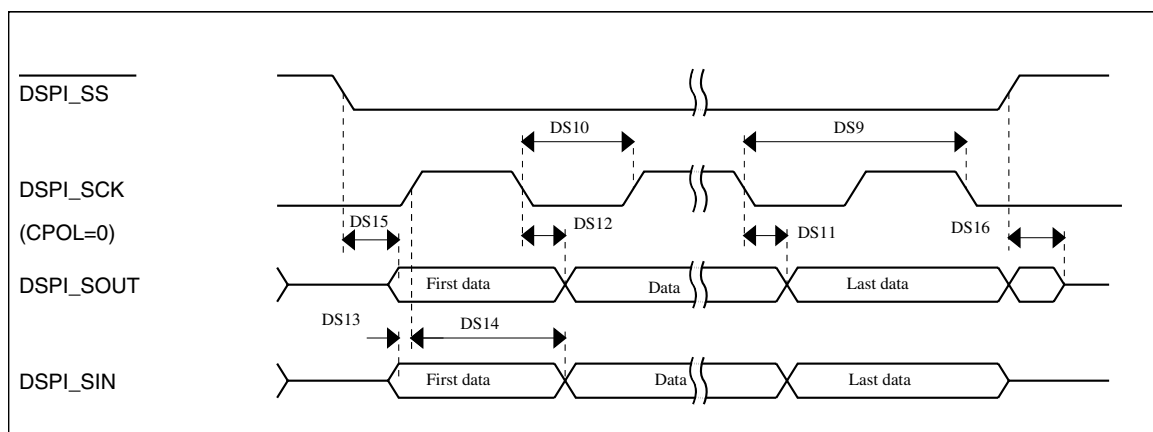 DSPI_SS
DS10
DS9
DSPI_SCK
(CPOL=0)
DS15
DS12
DS11
DS16
DSPI_SOUT
First data
Data
Last data
DS13
DS14
DSPI_SIN
First data
Data
Last data